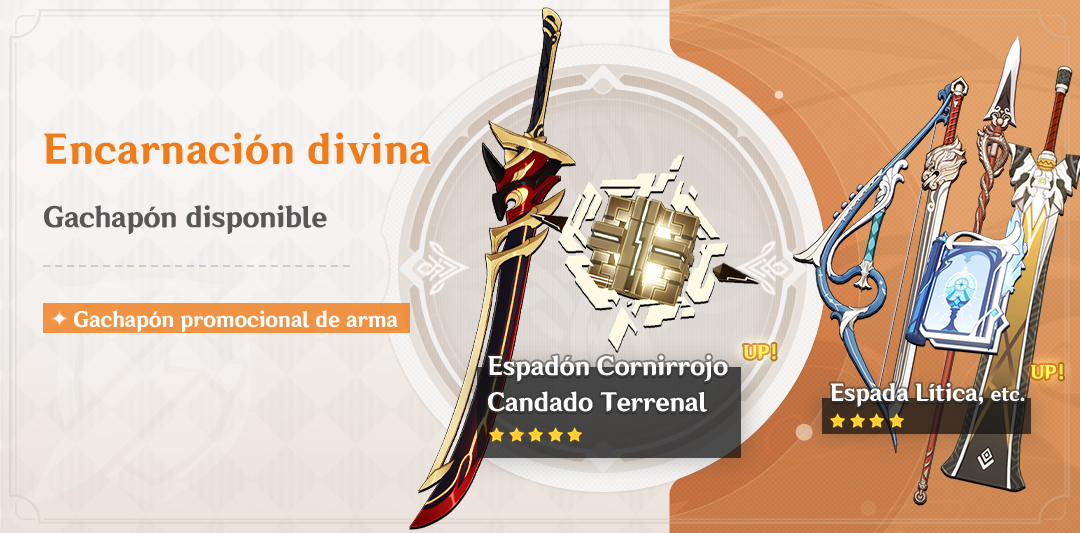 Encarnación divina
Gachapón disponible
✦ Gachapón promocional de arma
UP!
Espadón Cornirrojo
Candado Terrenal
UP!
Espada Lítica, etc.